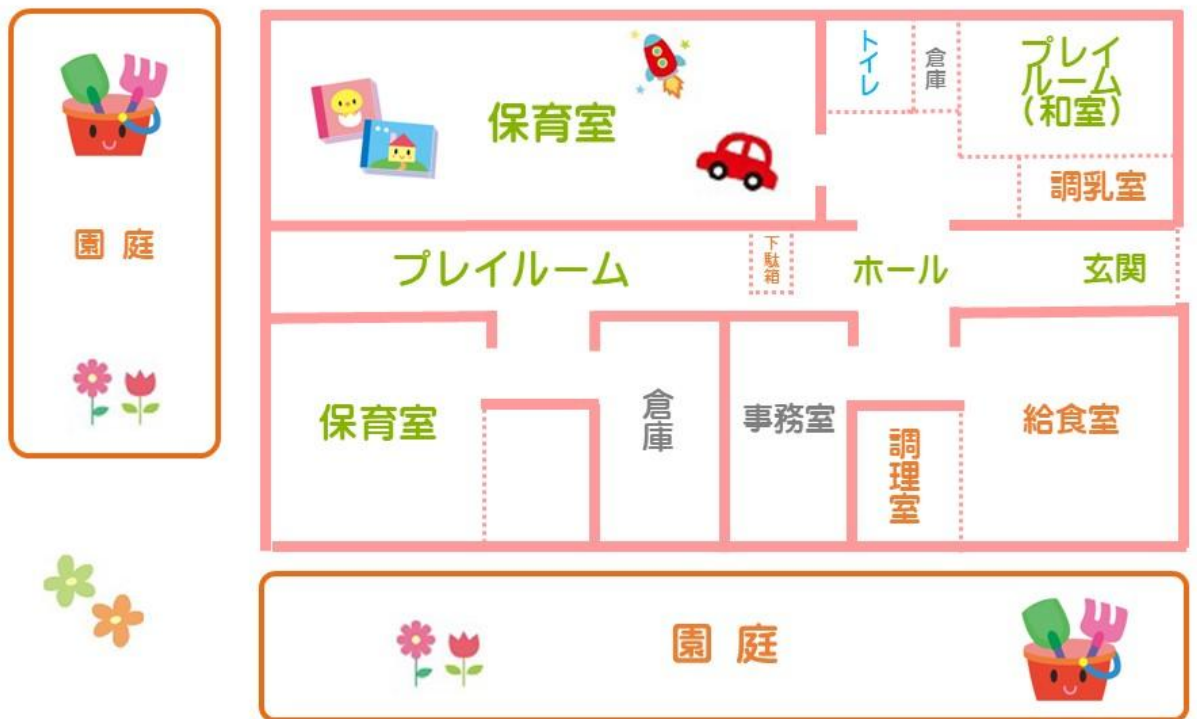 保育室
トイレ
倉庫
プレイ
ルーム
(和室)
調乳室
園 庭
プレイルーム
下駄箱
ホール
玄関
保育室
倉庫
事務室
調理室
給食室
園 庭